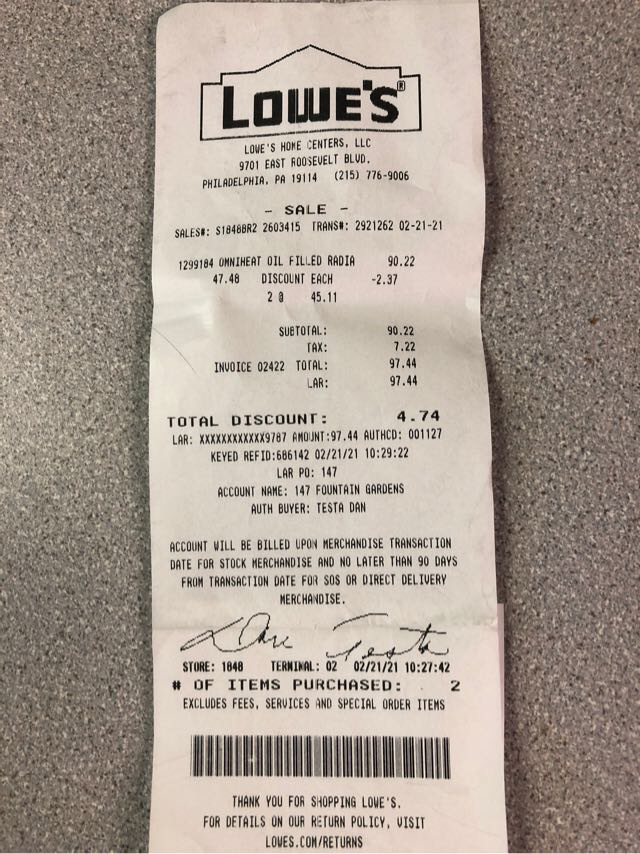 LOWE'S®
LOWE'S HOME CENTERS, LLC
9701 EAST ROOSEVELT BLVD.
PHILADELPHIA, PA 19114 (215) 776-9006
- SALE -
SALES#: S1848BR2 2603415 TRANS#: 2921262 02-21-21
1299184 OMNIHEAT OIL FILLED RADIA 90.22
47.48 DISCOUNT EACH -2.37
2 @ 45.11
SUBTOTAL: 90.22
TAX: 7.22
INVOICE 02422 TOTAL: 97.44
LAR: 97.44
TOTAL DISCOUNT: 4.74
LAR: XXXXXXXXXXXX9787 AMOUNT:97.44 AUTHCD: 001127
KEYED REFID:686142 02/21/21 10:29:22
LAR PO: 147
ACCOUNT NAME: 147 FOUNTAIN GARDENS
AUTH BUYER: TESTA DAN
ACCOUNT WILL BE BILLED UPON MERCHANDISE TRANSACTION
DATE FOR STOCK MERCHANDISE AND NO LATER THAN 90 DAYS
FROM TRANSACTION DATE FOR SOS OR DIRECT DELIVERY
MERCHANDISE.
Dan Testa
STORE: 1848 TERMINAL: 02 02/21/21 10:27:42
# OF ITEMS PURCHASED: 2
EXCLUDES FEES, SERVICES AND SPECIAL ORDER ITEMS
THANK YOU FOR SHOPPING LOWE'S.
FOR DETAILS ON OUR RETURN POLICY, VISIT
LOWES.COM/RETURNS